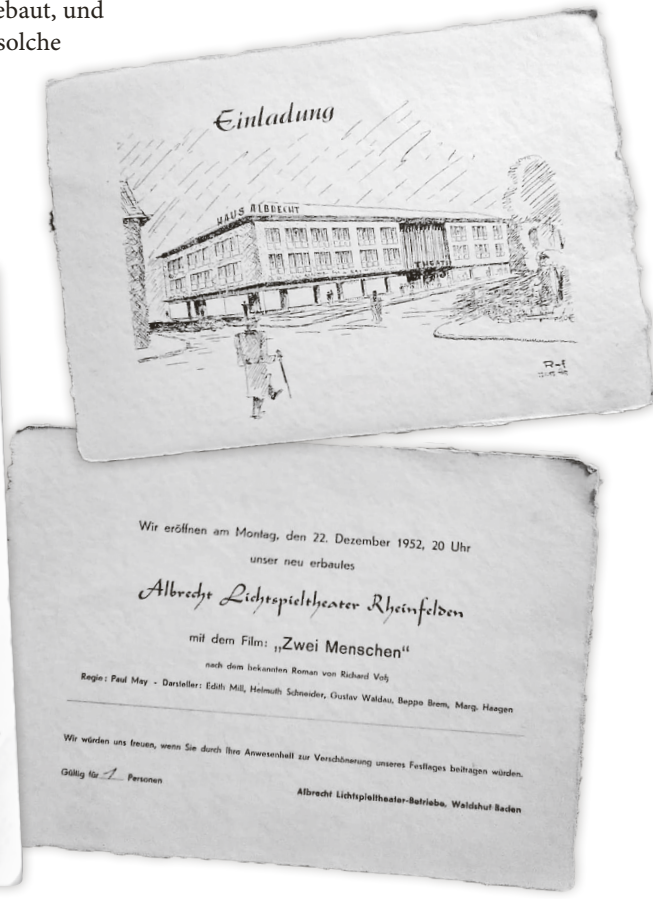 ebaut, und
solche
Einladung
HAUS ALBRECHT
THEATER
Wir eröffnen am Montag, den 22. Dezember 1952, 20 Uhr
unser neu erbautes
Albrecht Lichtspieltheater Rheinfelden
mit dem Film: „Zwei Menschen“
nach dem bekannten Roman von Richard Voß
Regie: Paul May - Darsteller: Edith Mill, Helmuth Schneider, Gustav Waldau, Beppo Brem, Marg. Haagen
Wir würden uns freuen, wenn Sie durch Ihre Anwesenheit zur Verschönerung unseres Festtages beitragen würden.
Gültig für 1 Personen
Albrecht Lichtspieltheater-Betriebe, Waldshut Baden